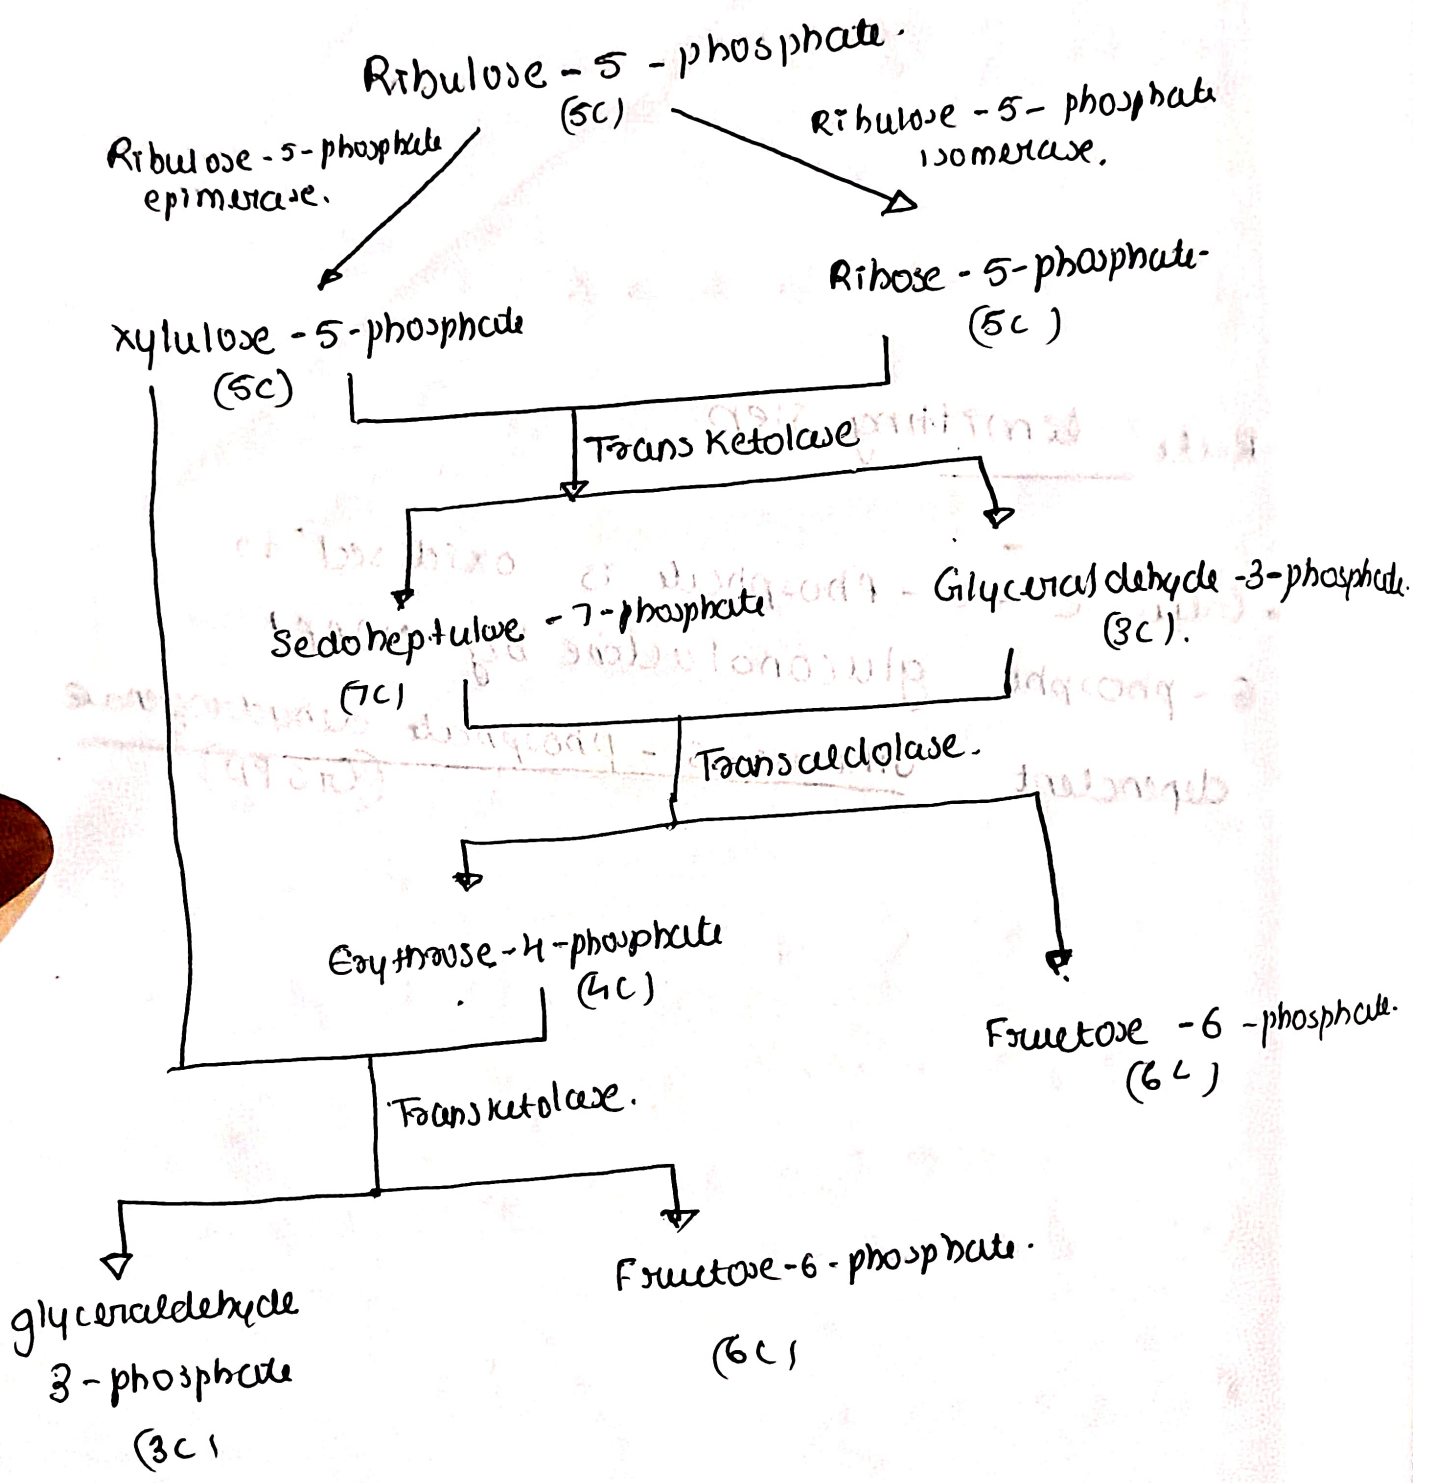 Ribulose - 5 - phosphate.
(5C)
Ribulose - 5 - phosphate
epimerase.
Ribulose - 5 - phosphate
isomerase.
Ribose - 5 - phosphate
(5C)
xylulose - 5 - phosphate
(5C)
Trans Ketolase
Glyceraldehyde - 3 - phosphate.
(3C).
Sedoheptulose - 7 - phosphate
(7C)
Transaldolase.
Erythrose - 4 - phosphate
(4C)
Fructose - 6 - phosphate.
(6C)
Transketolase.
Fructose - 6 - phosphate.
(6C)
glyceraldehyde
3 - phosphate
(3C)